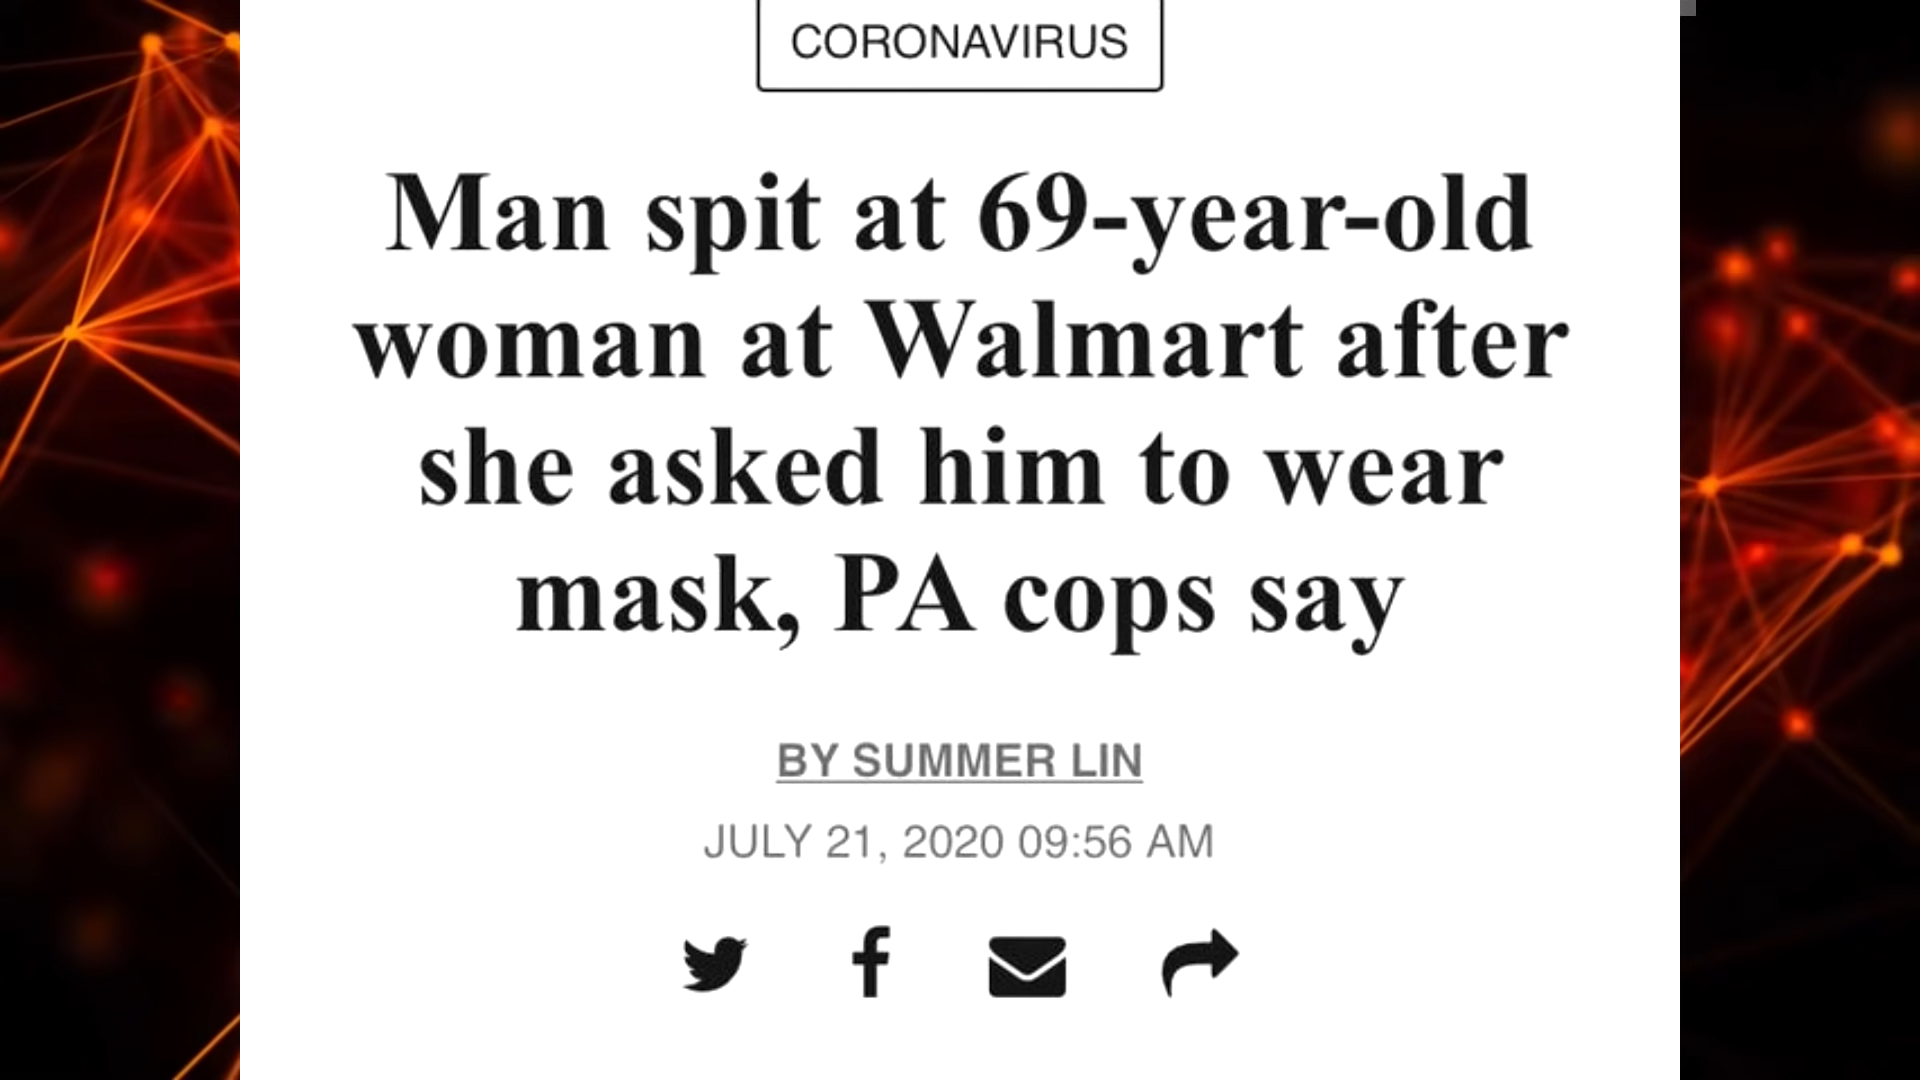 CORONAVIRUS
Man spit at 69-year-old
woman at Walmart after
she asked him to wear
mask, PA cops say
BY SUMMER LIN
JULY 21, 2020 09:56 AM